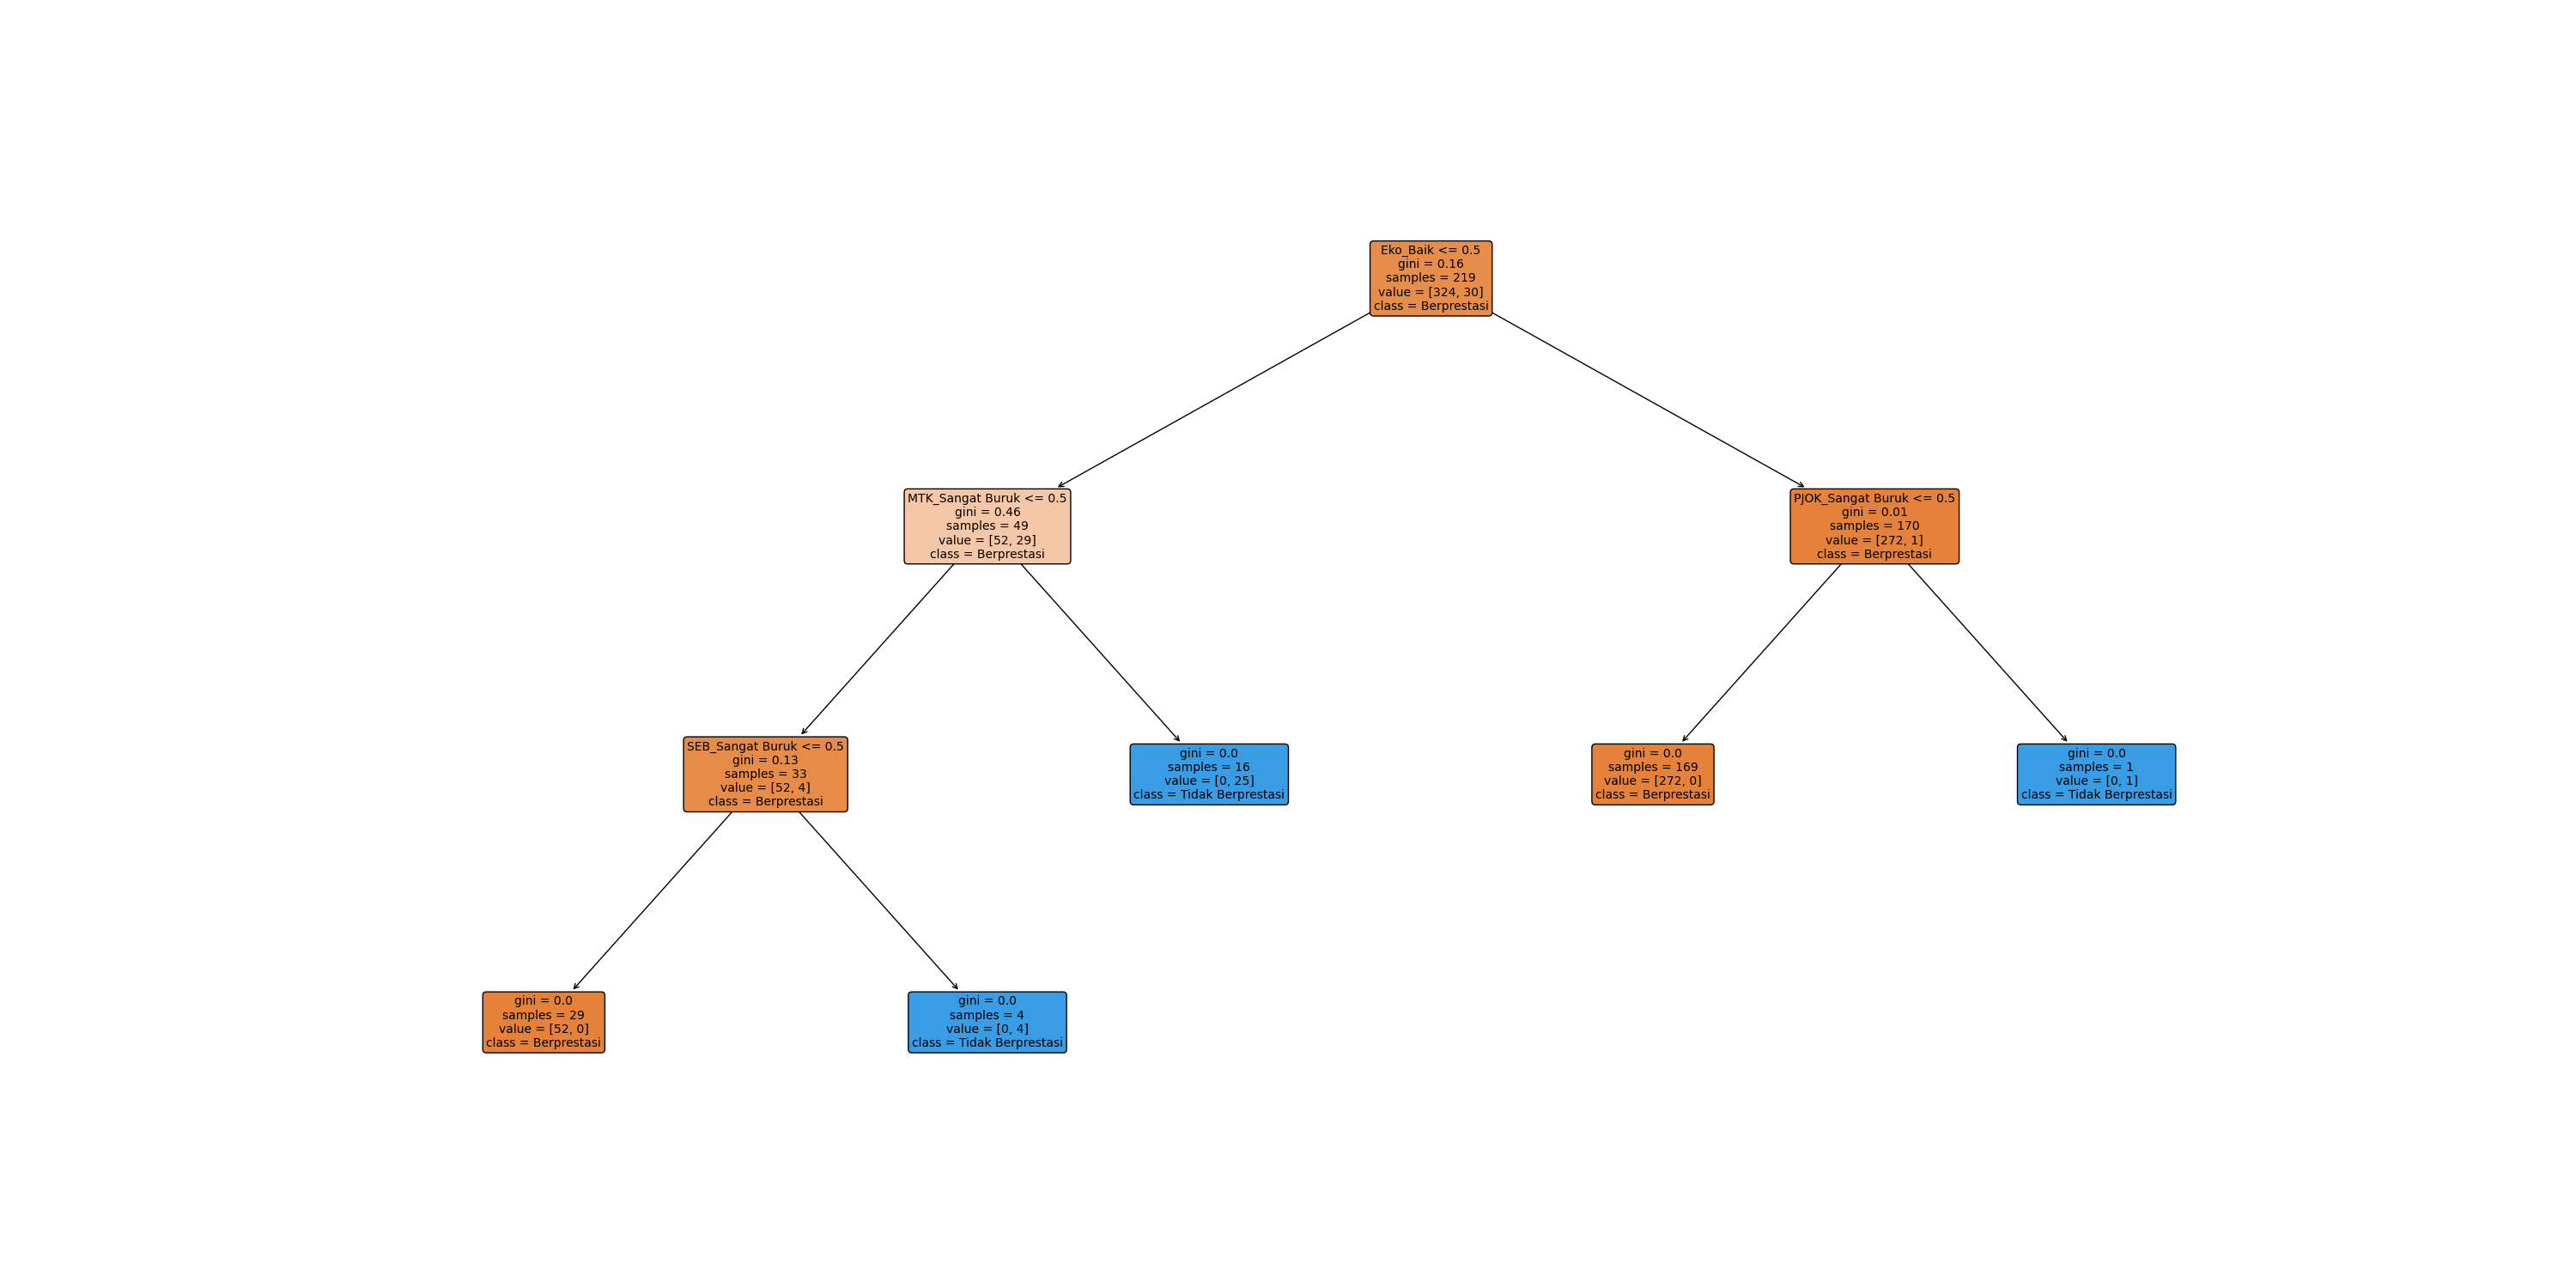 Eko_Baik <= 0.5
gini = 0.16
samples = 219
value = [324, 30]
class = Berprestasi
MTK_Sangat Buruk <= 0.5
gini = 0.46
samples = 49
value = [52, 29]
class = Berprestasi
PJOK_Sangat Buruk <= 0.5
gini = 0.01
samples = 170
value = [272, 1]
class = Berprestasi
SEB_Sangat Buruk <= 0.5
gini = 0.13
samples = 33
value = [52, 4]
class = Berprestasi
gini = 0.0
samples = 16
value = [0, 25]
class = Tidak Berprestasi
gini = 0.0
samples = 169
value = [272, 0]
class = Berprestasi
gini = 0.0
samples = 1
value = [0, 1]
class = Tidak Berprestasi
gini = 0.0
samples = 29
value = [52, 0]
class = Berprestasi
gini = 0.0
samples = 4
value = [0, 4]
class = Tidak Berprestasi